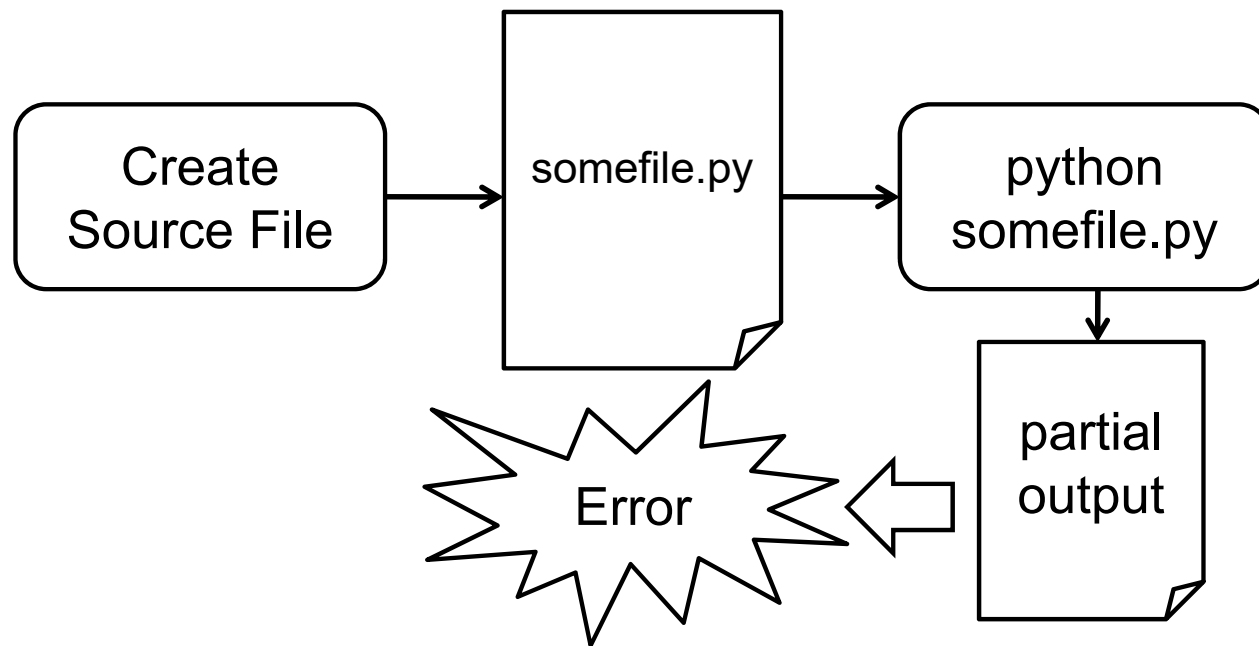 Create
Source File
somefile.py
python
somefile.py
partial
output
Error